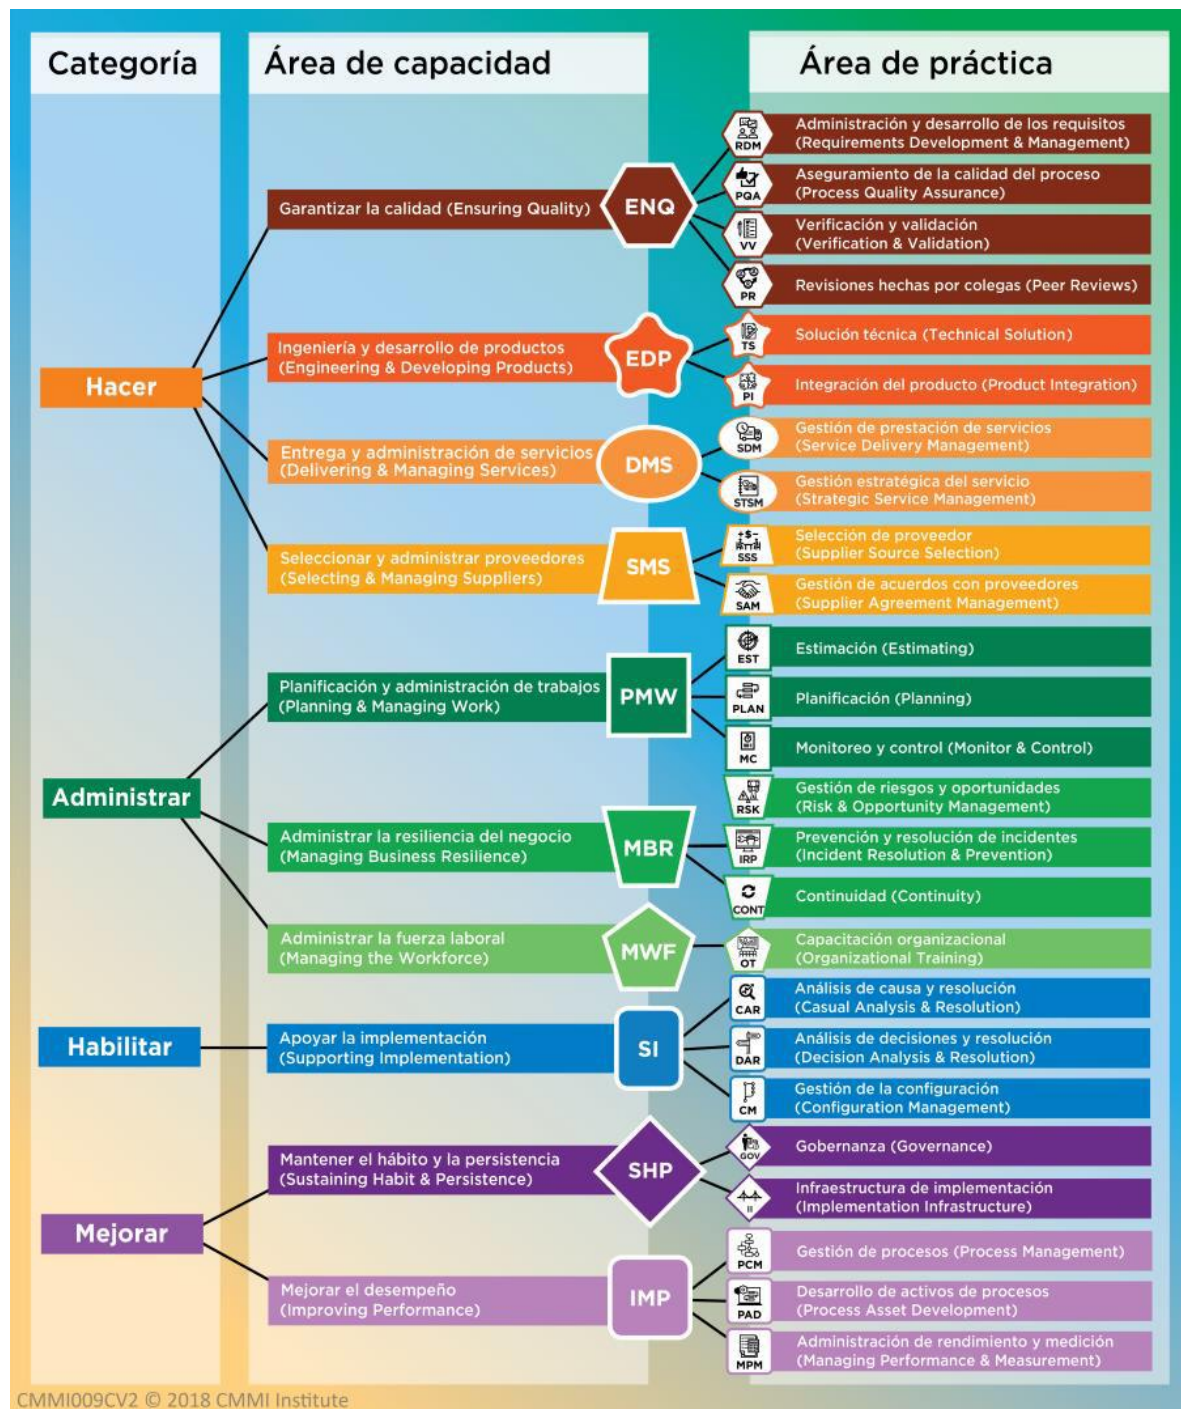 Categoría
Área de capacidad
Área de práctica
Hacer
Garantizar la calidad (Ensuring Quality)
ENQ
RDM
Administración y desarrollo de los requisitos
(Requirements Development & Management)
PQA
Aseguramiento de la calidad del proceso
(Process Quality Assurance)
VV
Verificación y validación
(Verification & Validation)
PR
Revisiones hechas por colegas (Peer Reviews)
Ingeniería y desarrollo de productos
(Engineering & Developing Products)
EDP
TS
Solución técnica (Technical Solution)
PI
Integración del producto (Product Integration)
Entrega y administración de servicios
(Delivering & Managing Services)
DMS
SDM
Gestión de prestación de servicios
(Service Delivery Management)
STSM
Gestión estratégica del servicio
(Strategic Service Management)
Seleccionar y administrar proveedores
(Selecting & Managing Suppliers)
SMS
+$-
SSS
Selección de proveedor
(Supplier Source Selection)
SAM
Gestión de acuerdos con proveedores
(Supplier Agreement Management)
Administrar
Planificación y administración de trabajos
(Planning & Managing Work)
PMW
EST
Estimación (Estimating)
PLAN
Planificación (Planning)
MC
Monitoreo y control (Monitor & Control)
Administrar la resiliencia del negocio
(Managing Business Resilience)
MBR
RSK
Gestión de riesgos y oportunidades
(Risk & Opportunity Management)
IRP
Prevención y resolución de incidentes
(Incident Resolution & Prevention)
CONT
Continuidad (Continuity)
Administrar la fuerza laboral
(Managing the Workforce)
MWF
OT
Capacitación organizacional
(Organizational Training)
Habilitar
Apoyar la implementación
(Supporting Implementation)
SI
CAR
Análisis de causa y resolución
(Casual Analysis & Resolution)
DAR
Análisis de decisiones y resolución
(Decision Analysis & Resolution)
CM
Gestión de la configuración
(Configuration Management)
Mejorar
Mantener el hábito y la persistencia
(Sustaining Habit & Persistence)
SHP
GOV
Gobernanza (Governance)
II
Infraestructura de implementación
(Implementation Infrastructure)
Mejorar el desempeño
(Improving Performance)
IMP
PCM
Gestión de procesos (Process Management)
PAD
Desarrollo de activos de procesos
(Process Asset Development)
MPM
Administración de rendimiento y medición
(Managing Performance & Measurement)
CMMI009CV2 © 2018 CMMI Institute